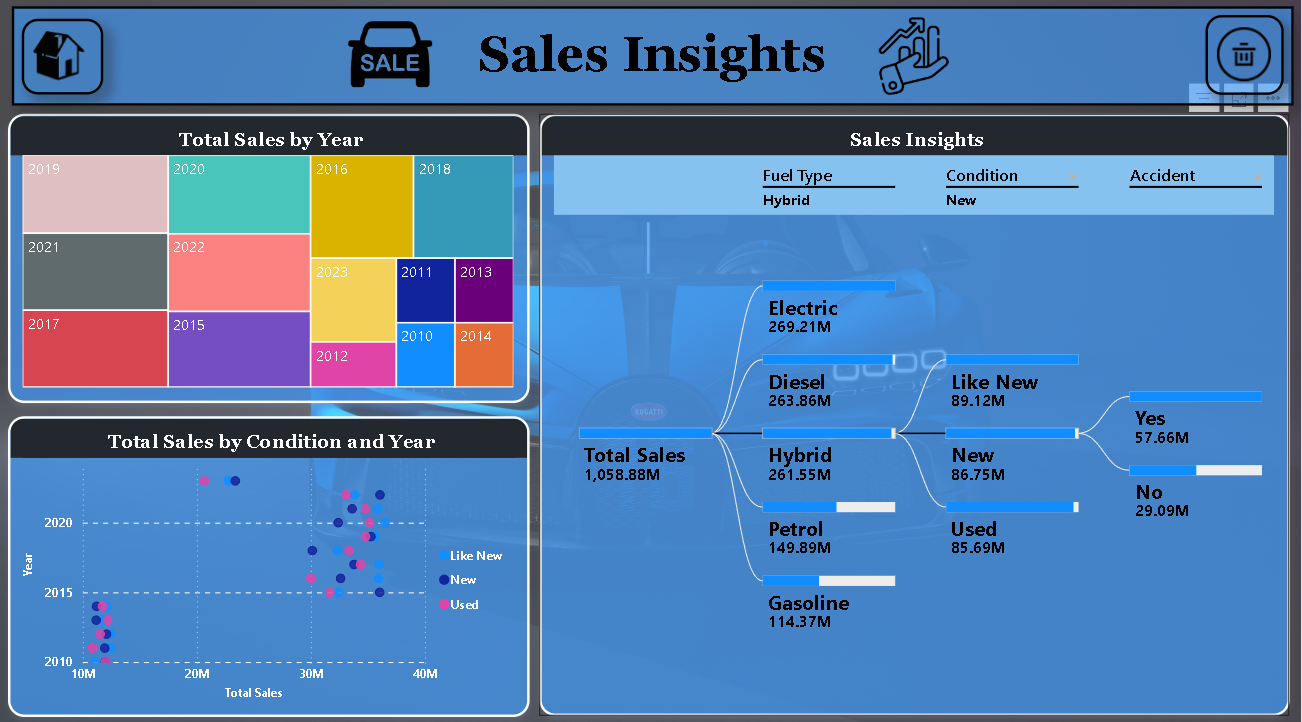 SALE
Sales Insights
Total Sales by Year
2019
2020
2016
2018
2021
2022
2023
2011
2013
2017
2015
2012
2010
2014
Total Sales by Condition and Year
Year
2020
2015
2010
10M
20M
30M
40M
Total Sales
Like New
New
Used
Sales Insights
Fuel Type
Condition
Accident
Hybrid
New
BUGATTI
Total Sales
1,058.88M
Electric
269.21M
Diesel
263.86M
Hybrid
261.55M
Petrol
149.89M
Gasoline
114.37M
Like New
89.12M
New
86.75M
Used
85.69M
Yes
57.66M
No
29.09M